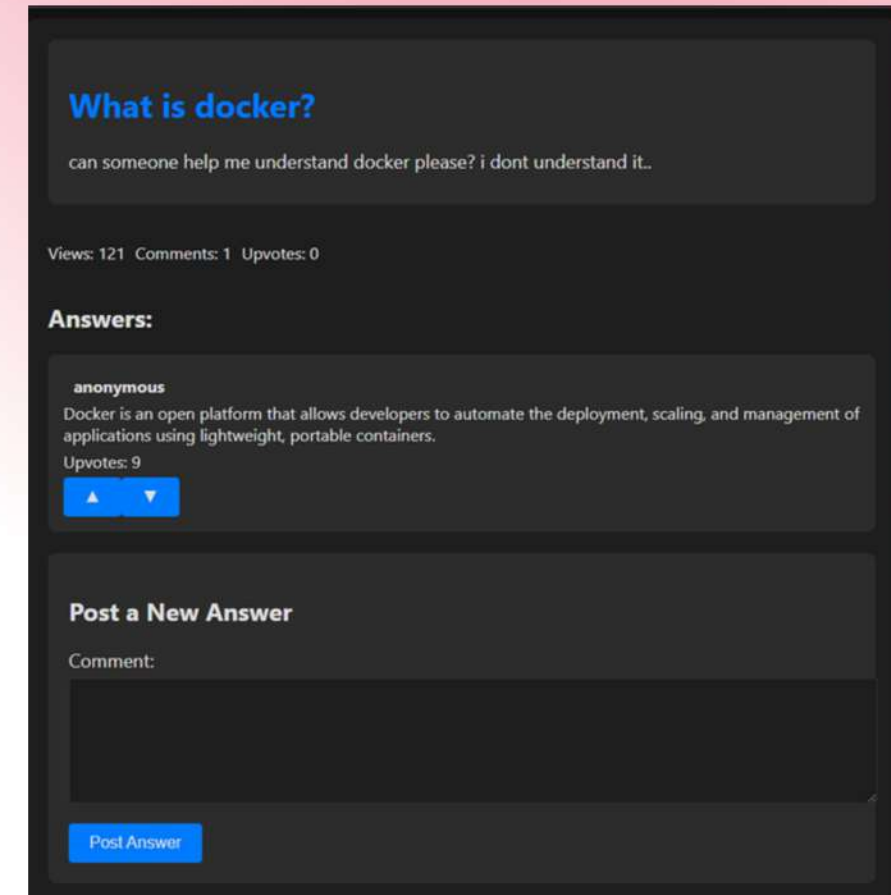 What is docker?
can someone help me understand docker please? i dont understand it..
Views: 121 Comments: 1 Upvotes: 0
Answers:
anonymous
Docker is an open platform that allows developers to automate the deployment, scaling, and management of
applications using lightweight, portable containers.
Upvotes: 9
▲ ▼
Post a New Answer
Comment:
Post Answer